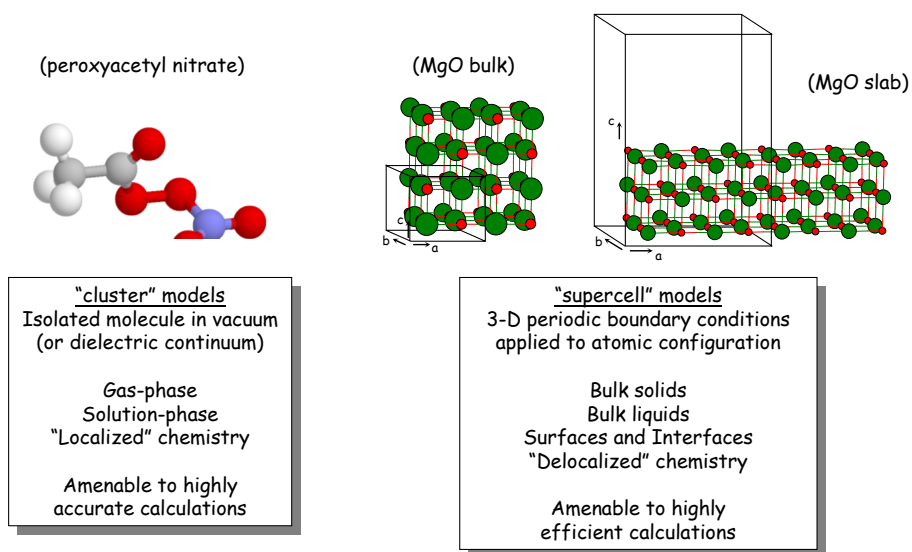 (peroxyacetyl nitrate)
(MgO bulk)
(MgO slab)
c
b
a
c
b
a
“cluster” models
Isolated molecule in vacuum
(or dielectric continuum)
Gas-phase
Solution-phase
“Localized” chemistry
Amenable to highly
accurate calculations
“supercell” models
3-D periodic boundary conditions
applied to atomic configuration
Bulk solids
Bulk liquids
Surfaces and Interfaces
“Delocalized” chemistry
Amenable to highly
efficient calculations